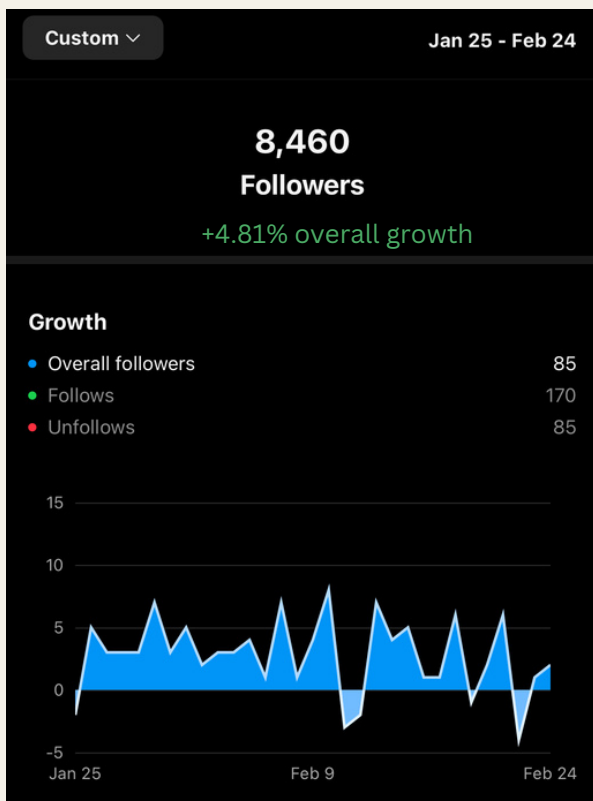 Custom
Jan 25 - Feb 24
8,460
Followers
+4.81% overall growth
Growth
Overall followers 85
Follows 170
Unfollows 85
15
10
5
0
-5
Jan 25 Feb 9 Feb 24